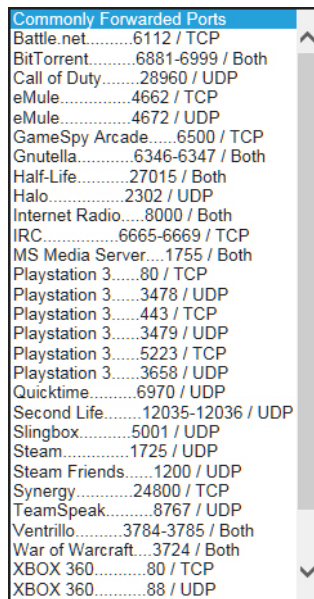 Commonly Forwarded Ports
Battle.net..........6112 / TCP
BitTorrent.........6881-6999 / Both
Call of Duty........28960 / UDP
eMule...............4662 / TCP
eMule...............4672 / UDP
GameSpy Arcade......6500 / TCP
Gnutella............6346-6347 / Both
Half-Life...........27015 / Both
Halo................2302 / UDP
Internet Radio.....8000 / Both
IRC.................6665-6669 / TCP
MS Media Server....1755 / Both
Playstation 3......80 / TCP
Playstation 3......3478 / UDP
Playstation 3......443 / TCP
Playstation 3......3479 / UDP
Playstation 3......5223 / TCP
Playstation 3......3658 / UDP
Quicktime..........6970 / UDP
Second Life........12035-12036 / UDP
Slingbox...........5001 / UDP
Steam..............1725 / UDP
Steam Friends......1200 / UDP
Synergy............24800 / TCP
TeamSpeak..........8767 / UDP
Ventrillo..........3784-3785 / Both
War of Warcraft....3724 / Both
XBOX 360...........80 / TCP
XBOX 360...........88 / UDP